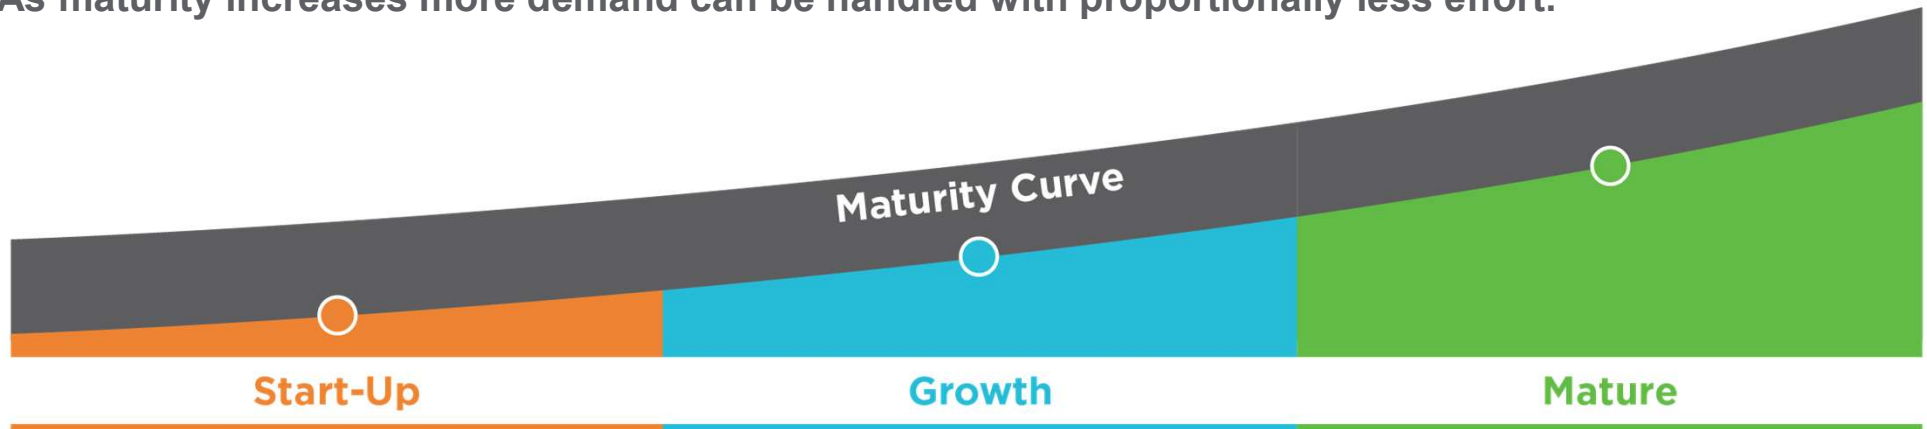 As maturity increases more demand can be handled with proportionally less effort.
Maturity Curve
Start-Up
Growth
Mature